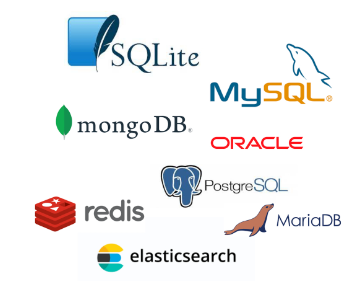 SQLite
MySQL®
mongoDB®
ORACLE
PostgreSQL
redis
MariaDB
elasticsearch